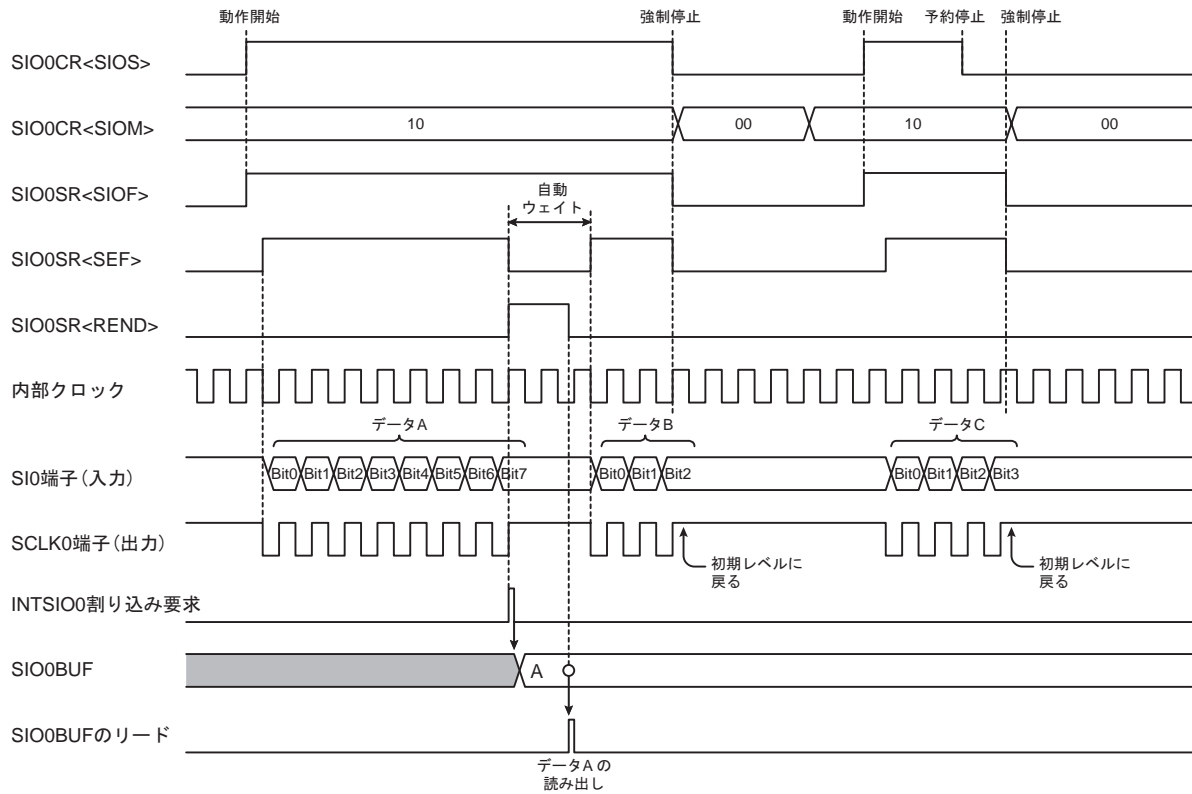 動作開始 強制停止 動作開始 予約停止 強制停止
SIO0CR<SIOS>
SIO0CR<SIOM> 10 00 10 00
SIO0SR<SIOF>
自動
ウェイト
SIO0SR<SEF>
SIO0SR<REND>
内部クロック
データA データB データC
SI0端子(入力) Bit0 Bit1 Bit2 Bit3 Bit4 Bit5 Bit6 Bit7 Bit0 Bit1 Bit2 Bit0 Bit1 Bit2 Bit3
SCLK0端子(出力)
初期レベルに 初期レベルに
戻る 戻る
INTSIO0割り込み要求
SIO0BUF A
SIO0BUFのリード
データA の
読み出し